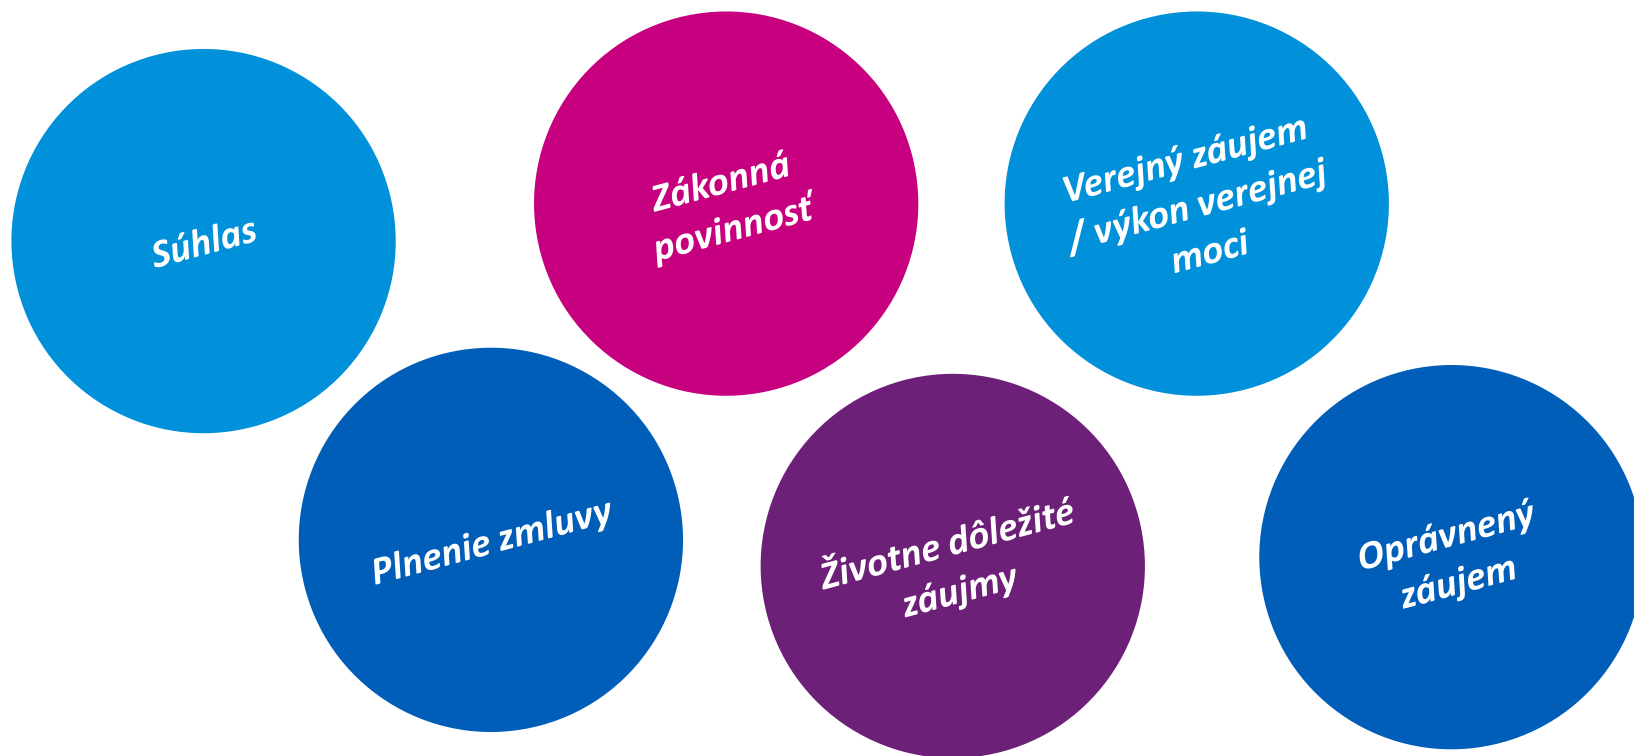 Súhlas
Zákonná
povinnosť
Verejný záujem
/ výkon verejnej
moci
Plnenie zmluvy
Životne dôležité
záujmy
Oprávnený
záujem